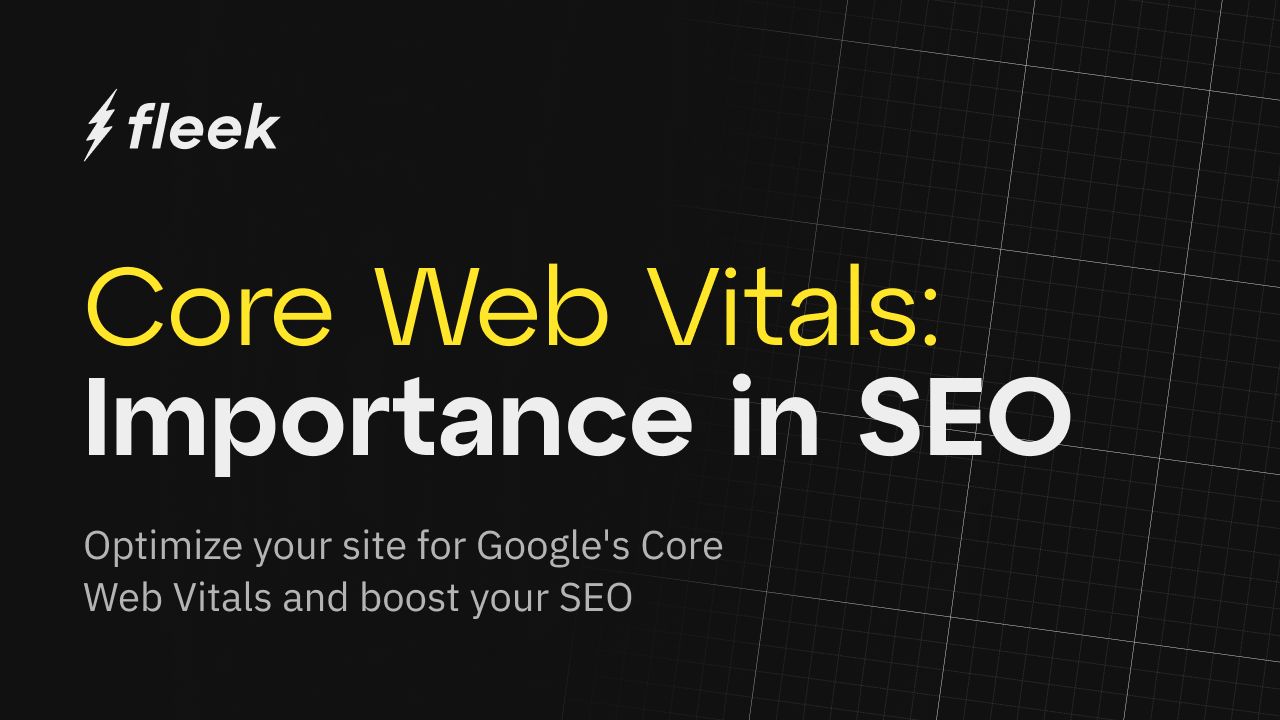 fleek
Core Web Vitals:
Importance in SEO
Optimize your site for Google's Core
Web Vitals and boost your SEO